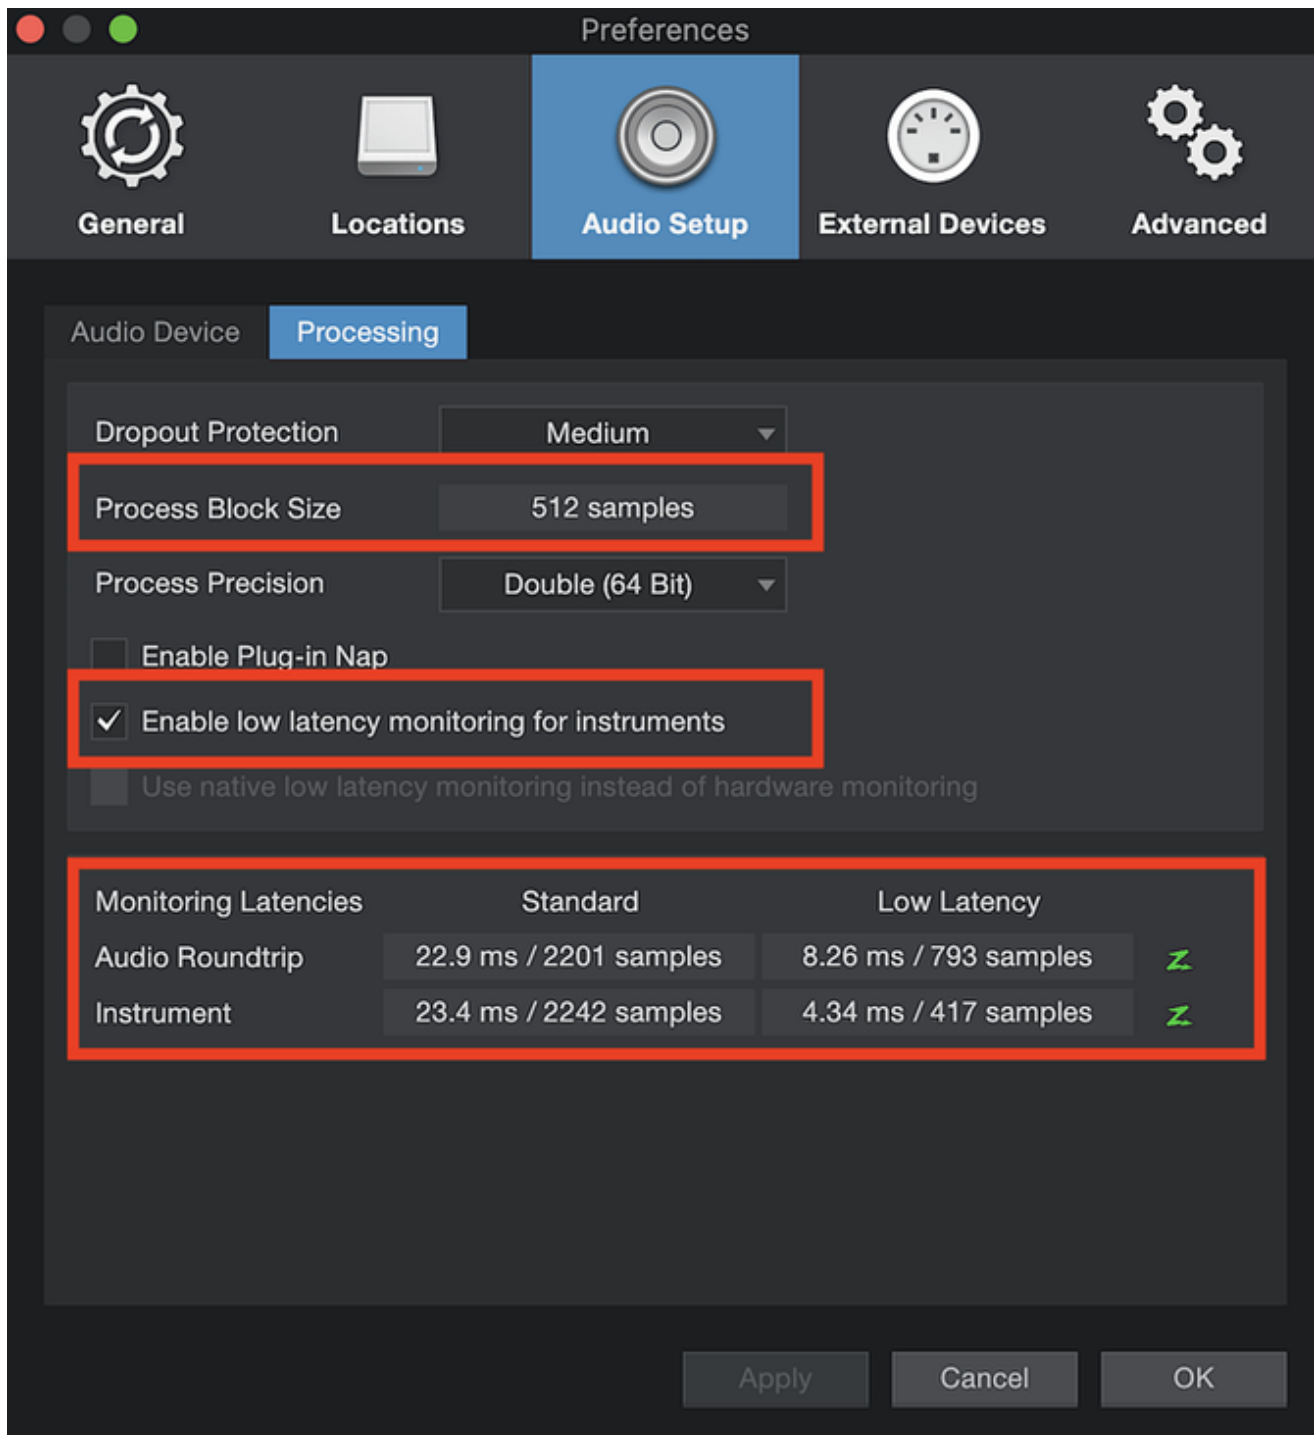 Preferences
General Locations Audio Setup External Devices Advanced
Audio Device Processing
Dropout Protection Medium
Process Block Size 512 samples
Process Precision Double (64 Bit)
Enable Plug-in Nap
Enable low latency monitoring for instruments
Use native low latency monitoring instead of hardware monitoring
Monitoring Latencies Standard Low Latency
Audio Roundtrip 22.9 ms / 2201 samples 8.26 ms / 793 samples Z
Instrument 23.4 ms / 2242 samples 4.34 ms / 417 samples Z
Apply Cancel OK